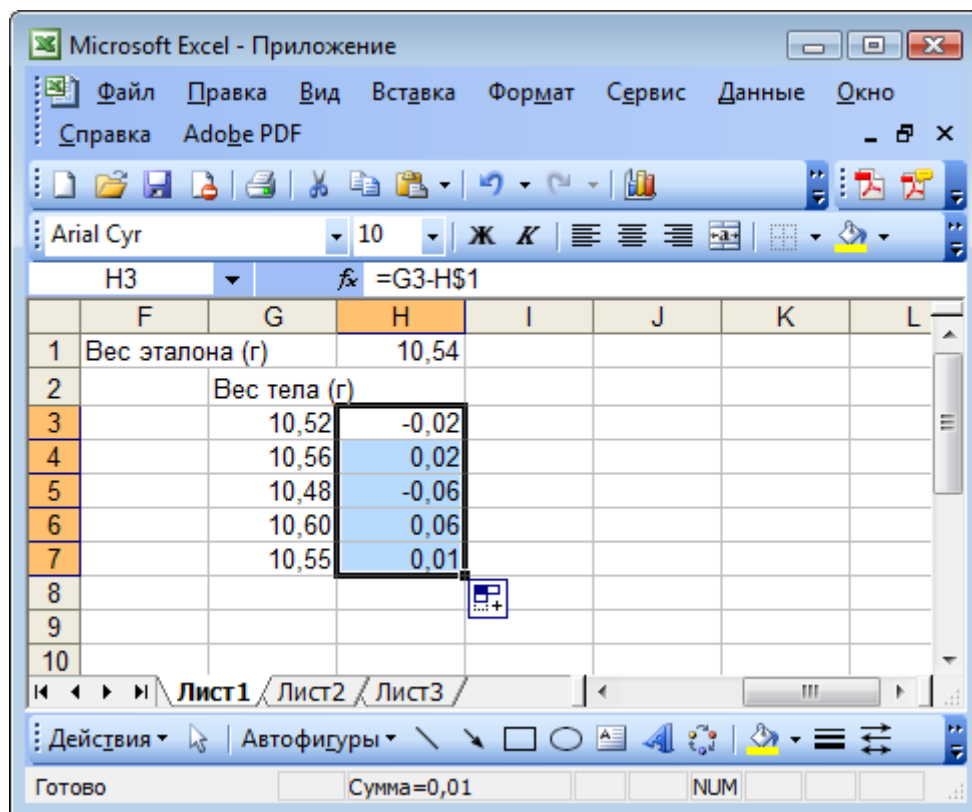 Microsoft Excel - Приложение
Файл Правка Вид Вставка Формат Сервис Данные Окно
Справка Adobe PDF
Arial Cyr 10 Ж К
H3 fx =G3-H$1
F G H I J K L
1 Вес эталона (г) 10,54
2 Вес тела (г)
3 10,52 -0,02
4 10,56 0,02
5 10,48 -0,06
6 10,60 0,06
7 10,55 0,01
8
9
10
Лист1 Лист2 Лист3
Действия Автофигуры
Готово Сумма=0,01 NUM